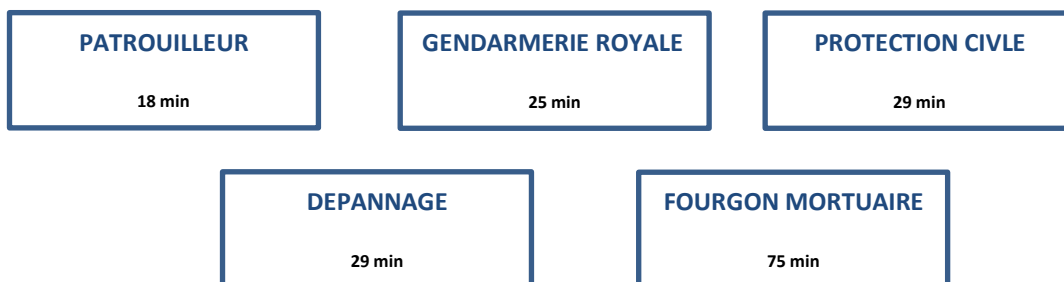 PATROUILLEUR
18 min
GENDARMERIE ROYALE
25 min
PROTECTION CIVLE
29 min
DEPANNAGE
29 min
FOURGON MORTUAIRE
75 min